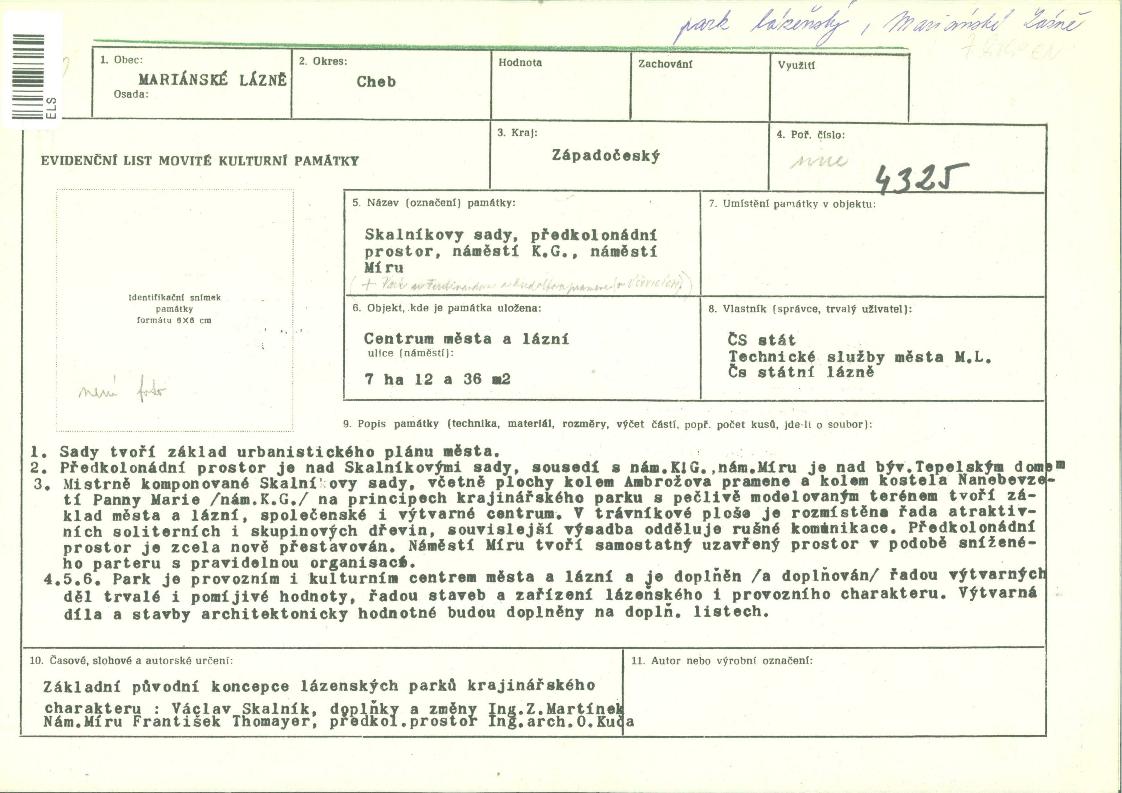 park lázeňský, Mariánské Lázně
ELS
1. Obec:
MARIÁNSKÉ LÁZNĚ
Osada:
2. Okres:
Cheb
Hodnota
Zachování
Využití
EVIDENČNÍ LIST MOVITÉ KULTURNÍ PAMÁTKY
3. Kraj:
Západočeský
4. Poř. číslo:
4325
Identifikační snímek
památky
formátu 6X6 cm
není foto
5. Název (označení) památky:
Skalníkovy sady, předkolonádní
prostor, náměstí K.G., náměstí
Míru
7. Umístění památky v objektu:
6. Objekt, kde je památka uložena:
Centrum města a lázní
ulice (náměstí):
7 ha 12 a 36 m2
8. Vlastník (správce, trvalý uživatel):
ČS stát
Technické služby města M.L.
Čs státní lázně
9. Popis památky (technika, materiál, rozměry, výčet částí, popř. počet kusů, jde-li o soubor):
1. Sady tvoří základ urbanistického plánu města.
2. Předkolonádní prostor je nad Skalníkovými sady, sousedí s nám.K.G.,nám.Míru je nad býv.Tepelským domem
3. Mistrně komponované Skalníkovy sady, včetně plochy kolem Ambrožova pramene a kolem kostela Nanebevze-
tí Panny Marie /nám.K.G./ na principech krajinářského parku s pečlivě modelovaným terénem tvoří zá-
klad města a lázní, společenské i výtvarné centrum. V trávníkové ploše je rozmístěna řada atraktiv-
ních soliterních i skupinových dřevin, souvislejší výsadba odděluje rušné komunikace. Předkolonádní
prostor je zcela nově přestavován. Náměstí Míru tvoří samostatný uzavřený prostor v podobě snížené-
ho parteru s pravidelnou organisací.
4.5.6. Park je provozním i kulturním centrem města a lázní a je doplňěn /a doplňován/ řadou výtvarných
děl trvalé i pomíjivé hodnoty, řadou staveb a zařízení lázeňského i provozního charakteru. Výtvarná
díla a stavby architektonicky hodnotné budou doplněny na doplň. listech.
10. Časové, slohové a autorské určení:
Základní původní koncepce lázenských parků krajinářského
charakteru : Václav Skalník, doplňky a změny Ing.Z.Martínek
Nám.Míru František Thomayer, předkol.prostor Ing.arch.O.Kuča
11. Autor nebo výrobní označení: